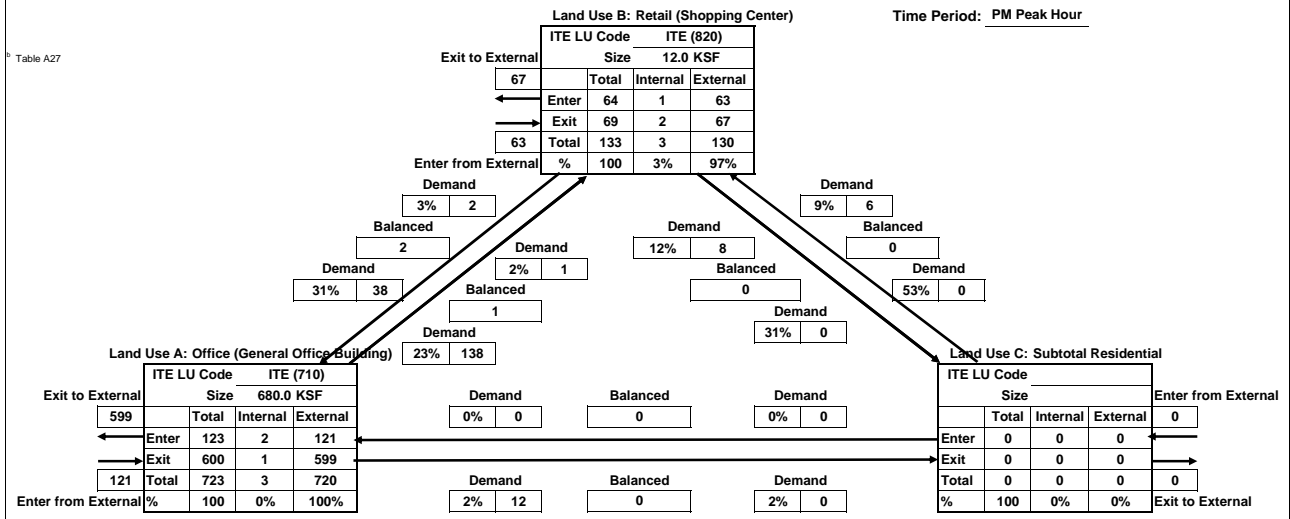 Land Use B: Retail (Shopping Center)
Time Period: PM Peak Hour
b Table A27
ITE LU Code ITE (820)
Exit to External Size 12.0 KSF
67 Total Internal External
Enter 64 1 63
Exit 69 2 67
63 Total 133 3 130
Enter from External % 100 3% 97%
Demand
3% 2
Balanced
2
Demand
31% 38
Demand
2% 1
Balanced
1
Demand
23% 138
Demand
12% 8
Balanced
0
Demand
31% 0
Demand
9% 6
Balanced
0
Demand
53% 0
Land Use A: Office (General Office Building)
ITE LU Code ITE (710)
Exit to External Size 680.0 KSF
599 Total Internal External
Enter 123 2 121
Exit 600 1 599
121 Total 723 3 720
Enter from External % 100 0% 100%
Demand Balanced Demand
0% 0 0 0% 0
Demand Balanced Demand
2% 12 0 2% 0
Land Use C: Subtotal Residential
ITE LU Code
Size Enter from External
Total Internal External 0
Enter 0 0 0
Exit 0 0 0
Total 0 0 0 0
% 100 0% 0% Exit to External